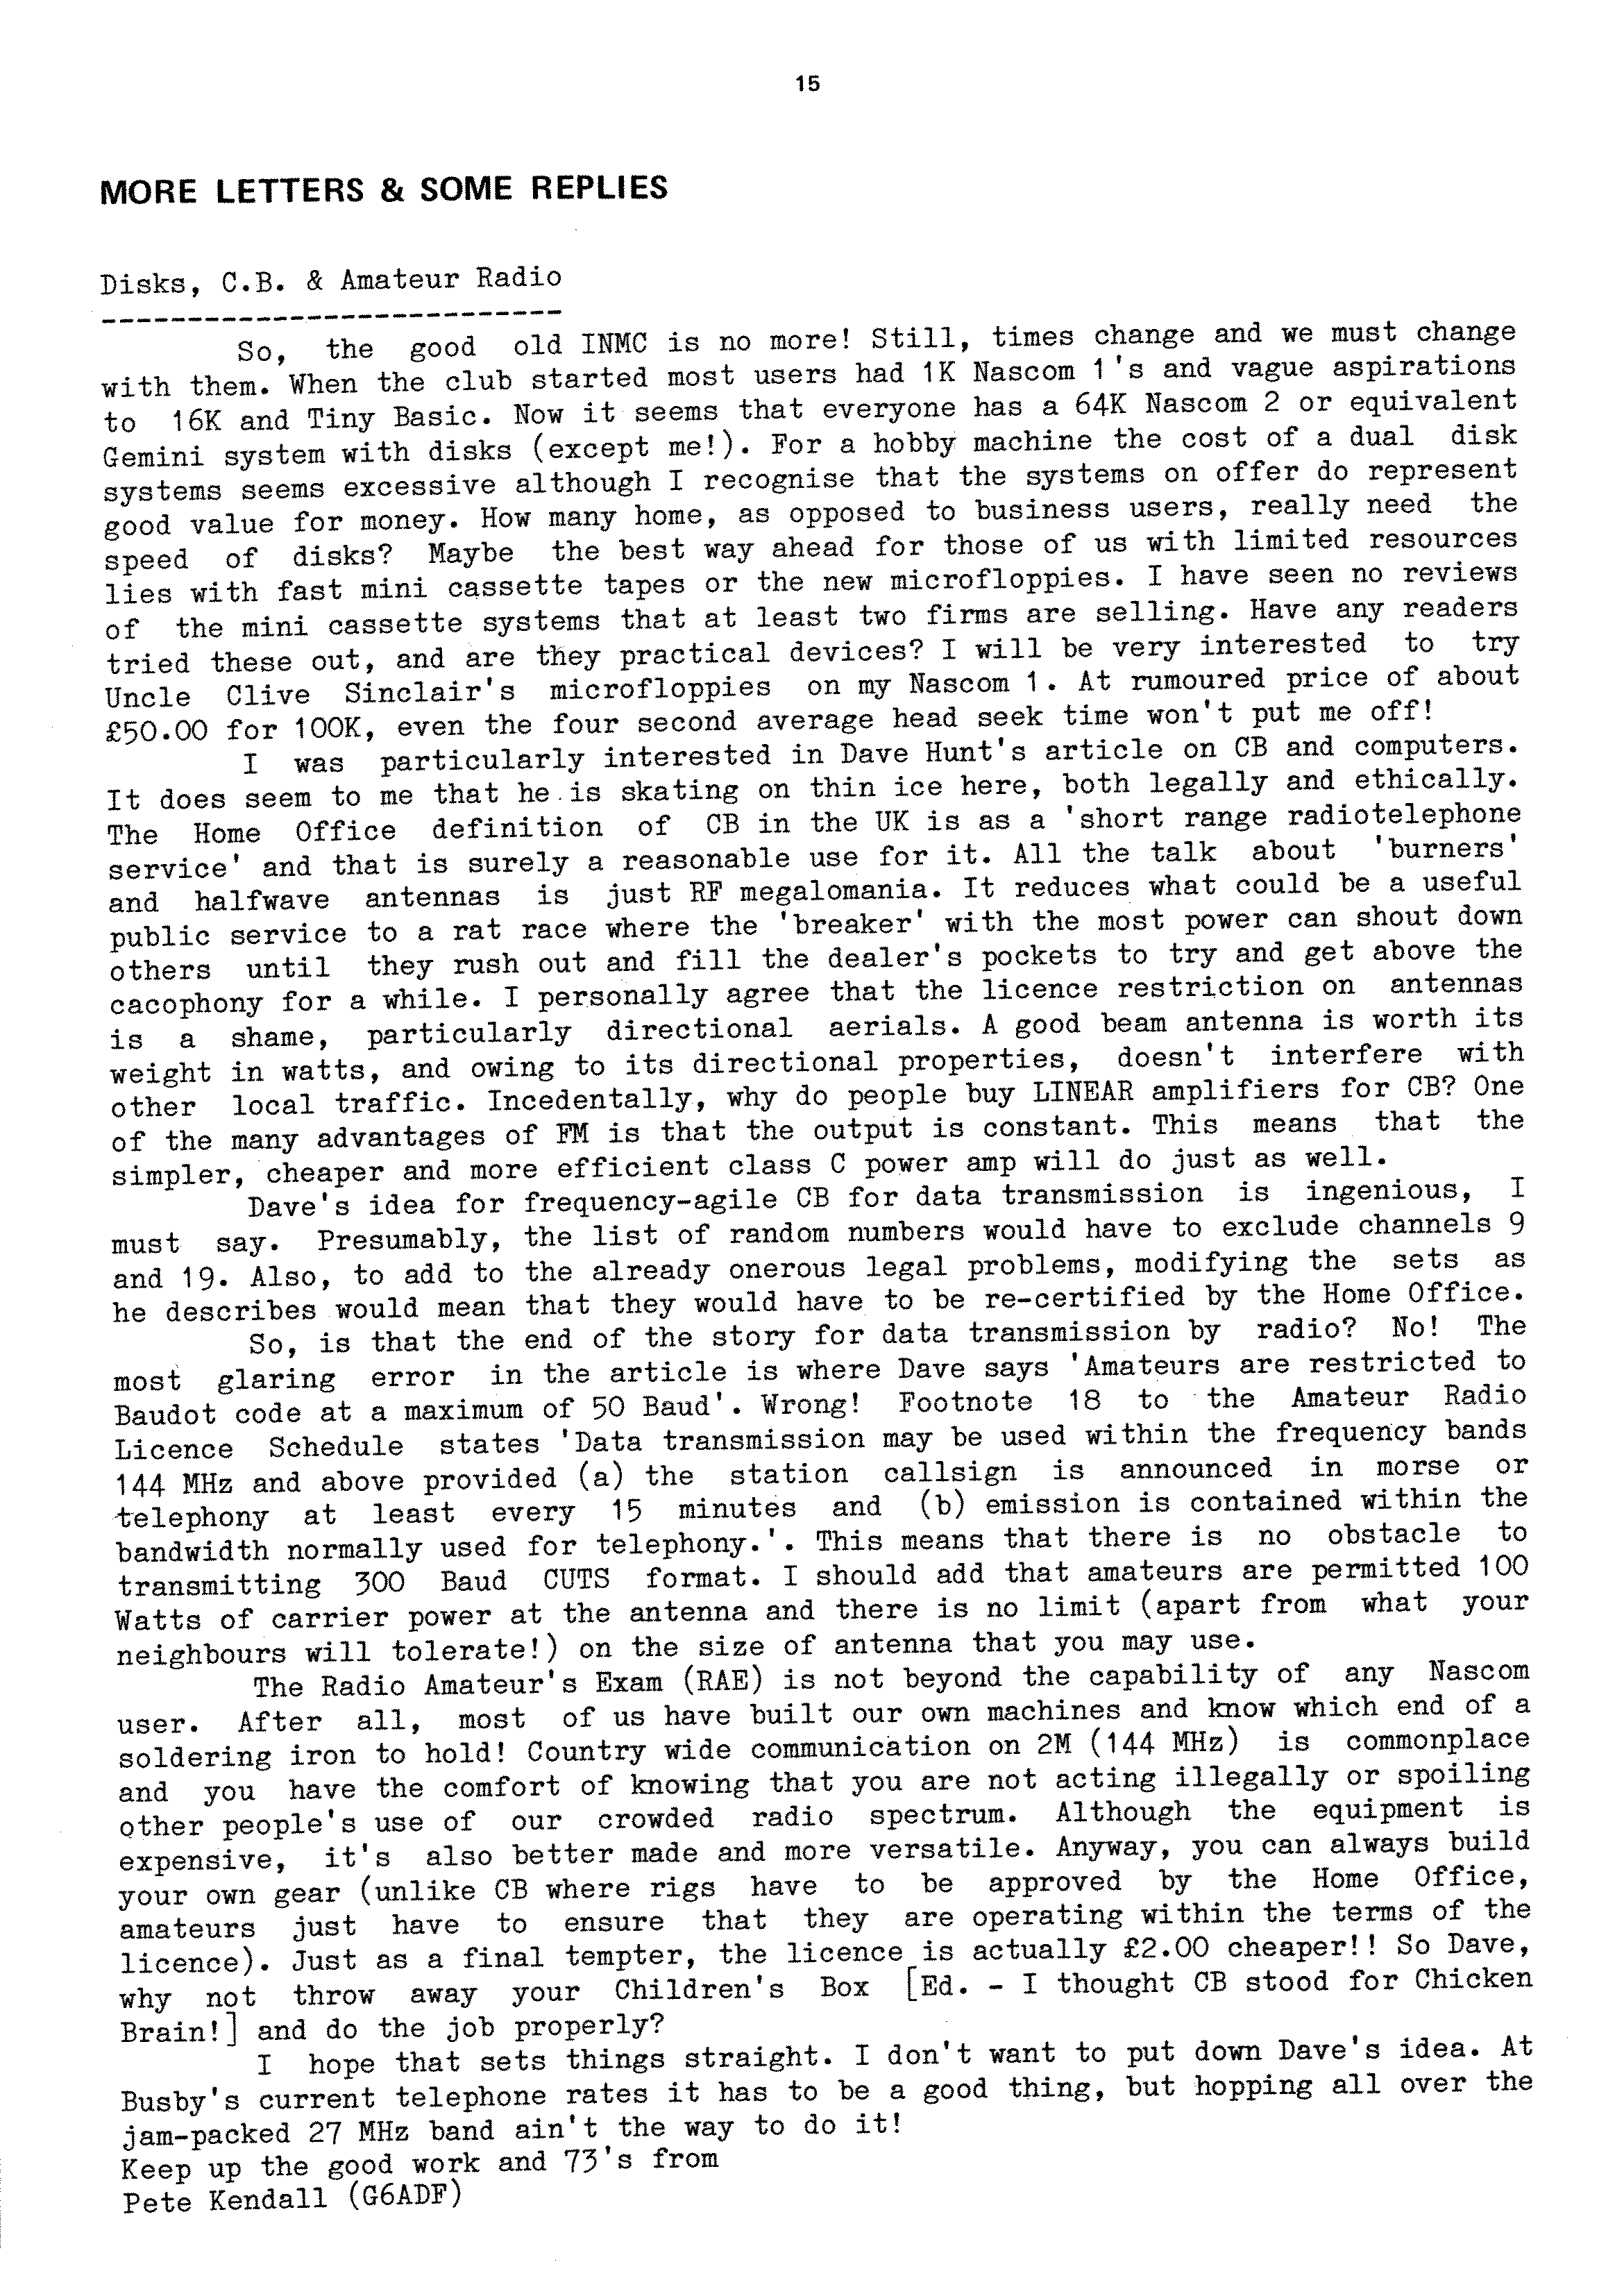 15
MORE LETTERS & SOME REPLIES
Disks, C.B. & Amateur Radio
---------------------------
So, the good old INMC is no more! Still, times change and we must change
with them. When the club started most users had 1K Nascom 1's and vague aspirations
to 16K and Tiny Basic. Now it seems that everyone has a 64K Nascom 2 or equivalent
Gemini system with disks (except me!). For a hobby machine the cost of a dual disk
systems seems excessive although I recognise that the systems on offer do represent
good value for money. How many home, as opposed to business users, really need the
speed of disks? Maybe the best way ahead for those of us with limited resources
lies with fast mini cassette tapes or the new microfloppies. I have seen no reviews
of the mini cassette systems that at least two firms are selling. Have any readers
tried these out, and are they practical devices? I will be very interested to try
Uncle Clive Sinclair's microfloppies on my Nascom 1. At rumoured price of about
£50.00 for 100K, even the four second average head seek time won't put me off!
I was particularly interested in Dave Hunt's article on CB and computers.
It does seem to me that he is skating on thin ice here, both legally and ethically.
The Home Office definition of CB in the UK is as a 'short range radiotelephone
service' and that is surely a reasonable use for it. All the talk about 'burners'
and halfwave antennas is just RF megalomania. It reduces what could be a useful
public service to a rat race where the 'breaker' with the most power can shout down
others until they rush out and fill the dealer's pockets to try and get above the
cacophony for a while. I personally agree that the licence restriction on antennas
is a shame, particularly directional aerials. A good beam antenna is worth its
weight in watts, and owing to its directional properties, doesn't interfere with
other local traffic. Incedentally, why do people buy LINEAR amplifiers for CB? One
of the many advantages of FM is that the output is constant. This means that the
simpler, cheaper and more efficient class C power amp will do just as well.
Dave's idea for frequency-agile CB for data transmission is ingenious, I
must say. Presumably, the list of random numbers would have to exclude channels 9
and 19. Also, to add to the already onerous legal problems, modifying the sets as
he describes would mean that they would have to be re-certified by the Home Office.
So, is that the end of the story for data transmission by radio? No! The
most glaring error in the article is where Dave says 'Amateurs are restricted to
Baudot code at a maximum of 50 Baud'. Wrong! Footnote 18 to the Amateur Radio
Licence Schedule states 'Data transmission may be used within the frequency bands
144 MHz and above provided (a) the station callsign is announced in morse or
telephony at least every 15 minutes and (b) emission is contained within the
bandwidth normally used for telephony.'. This means that there is no obstacle to
transmitting 300 Baud CUTS format. I should add that amateurs are permitted 100
Watts of carrier power at the antenna and there is no limit (apart from what your
neighbours will tolerate!) on the size of antenna that you may use.
The Radio Amateur's Exam (RAE) is not beyond the capability of any Nascom
user. After all, most of us have built our own machines and know which end of a
soldering iron to hold! Country wide communication on 2M (144 MHz) is commonplace
and you have the comfort of knowing that you are not acting illegally or spoiling
other people's use of our crowded radio spectrum. Although the equipment is
expensive, it's also better made and more versatile. Anyway, you can always build
your own gear (unlike CB where rigs have to be approved by the Home Office,
amateurs just have to ensure that they are operating within the terms of the
licence). Just as a final tempter, the licence is actually £2.00 cheaper!! So Dave,
why not throw away your Children's Box [Ed. - I thought CB stood for Chicken
Brain!] and do the job properly?
I hope that sets things straight. I don't want to put down Dave's idea. At
Busby's current telephone rates it has to be a good thing, but hopping all over the
jam-packed 27 MHz band ain't the way to do it!
Keep up the good work and 73's from
Pete Kendall (G6ADF)